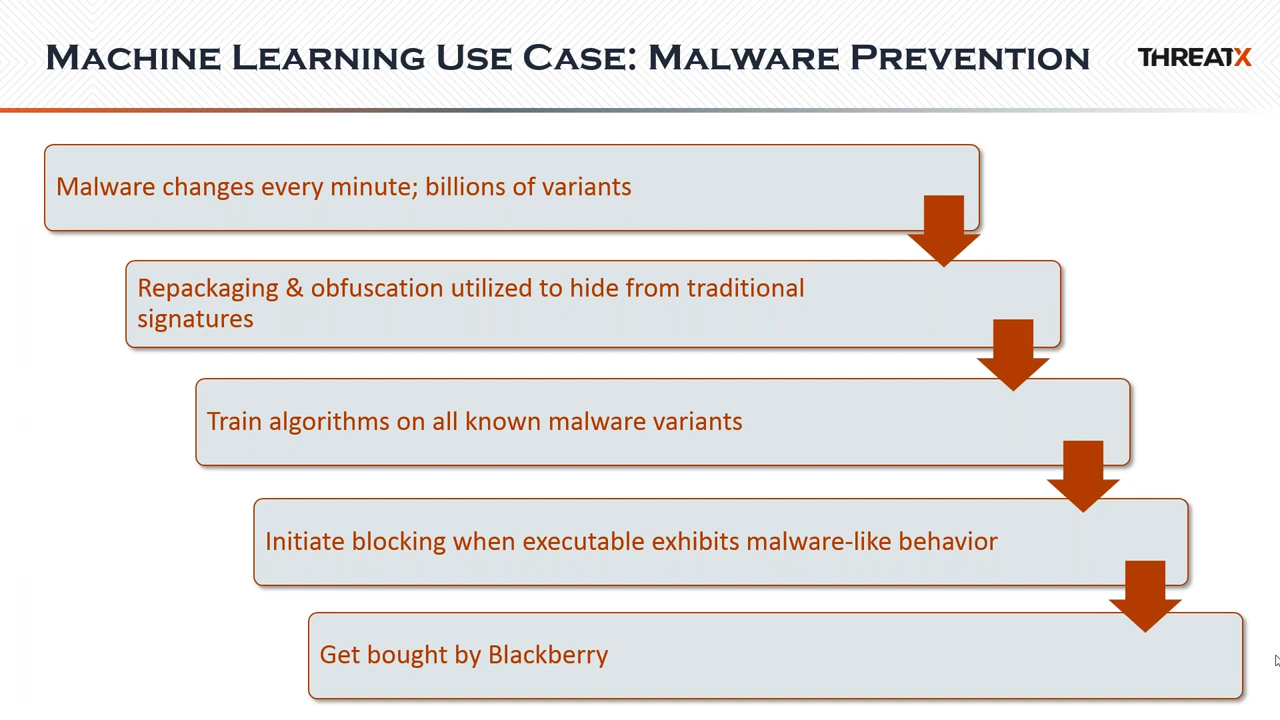 Machine Learning Use Case: Malware Prevention
THREATX
Malware changes every minute; billions of variants
Repackaging & obfuscation utilized to hide from traditional
signatures
Train algorithms on all known malware variants
Initiate blocking when executable exhibits malware-like behavior
Get bought by Blackberry